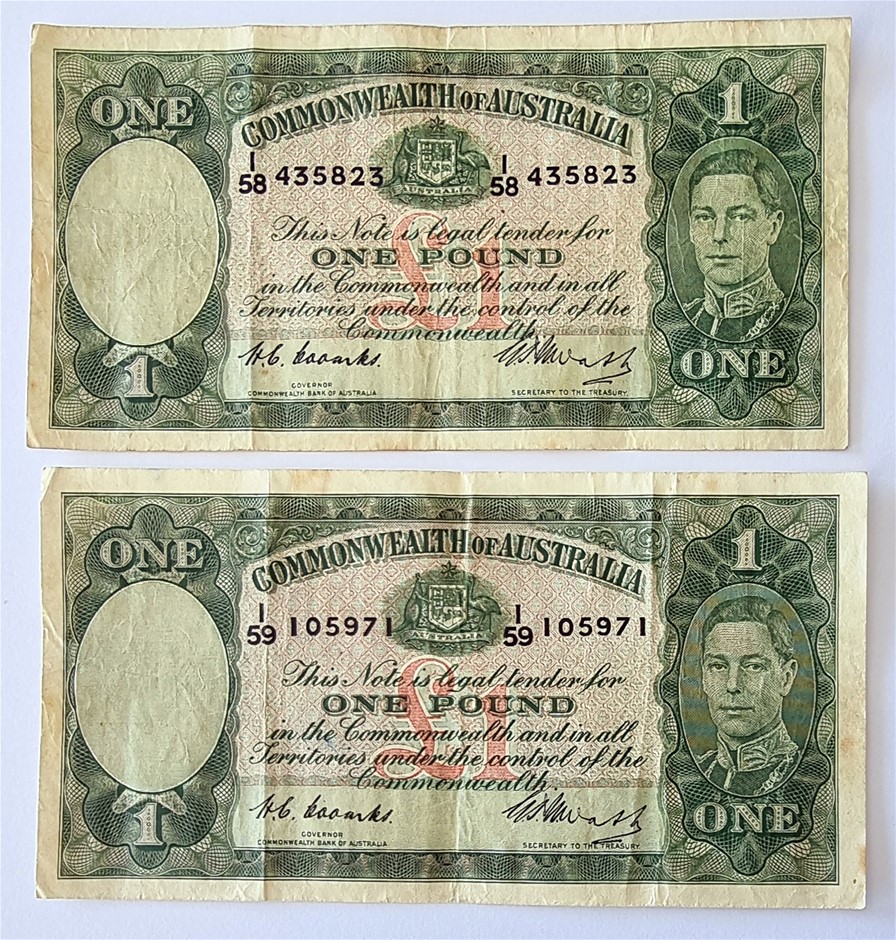 ONE
1
COMMONWEALTH OF AUSTRALIA
I/58 435823 I/58 435823
AUSTRALIA
This Note is legal tender for
ONE POUND
£1
in the Commonwealth and in all
Territories under the control of the
Commonwealth.
H.C. Coombs.
GOVERNOR
COMMONWEALTH BANK OF AUSTRALIA
SECRETARY TO THE TREASURY.
1
ONE
ONE
1
COMMONWEALTH OF AUSTRALIA
I/59 105971 I/59 105971
AUSTRALIA
This Note is legal tender for
ONE POUND
£1
in the Commonwealth and in all
Territories under the control of the
Commonwealth.
H.C. Coombs.
GOVERNOR
COMMONWEALTH BANK OF AUSTRALIA
SECRETARY TO THE TREASURY.
1
ONE